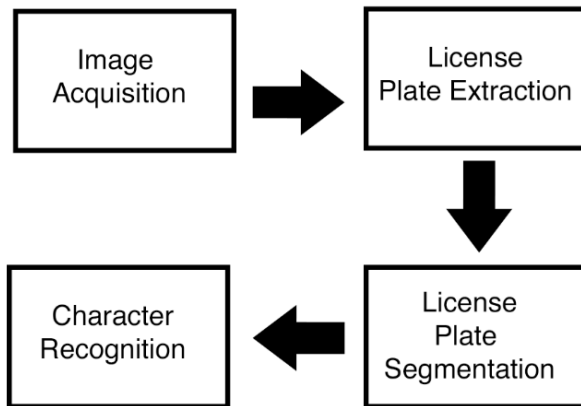 Image
Acquisition
License
Plate Extraction
License
Plate
Segmentation
Character
Recognition